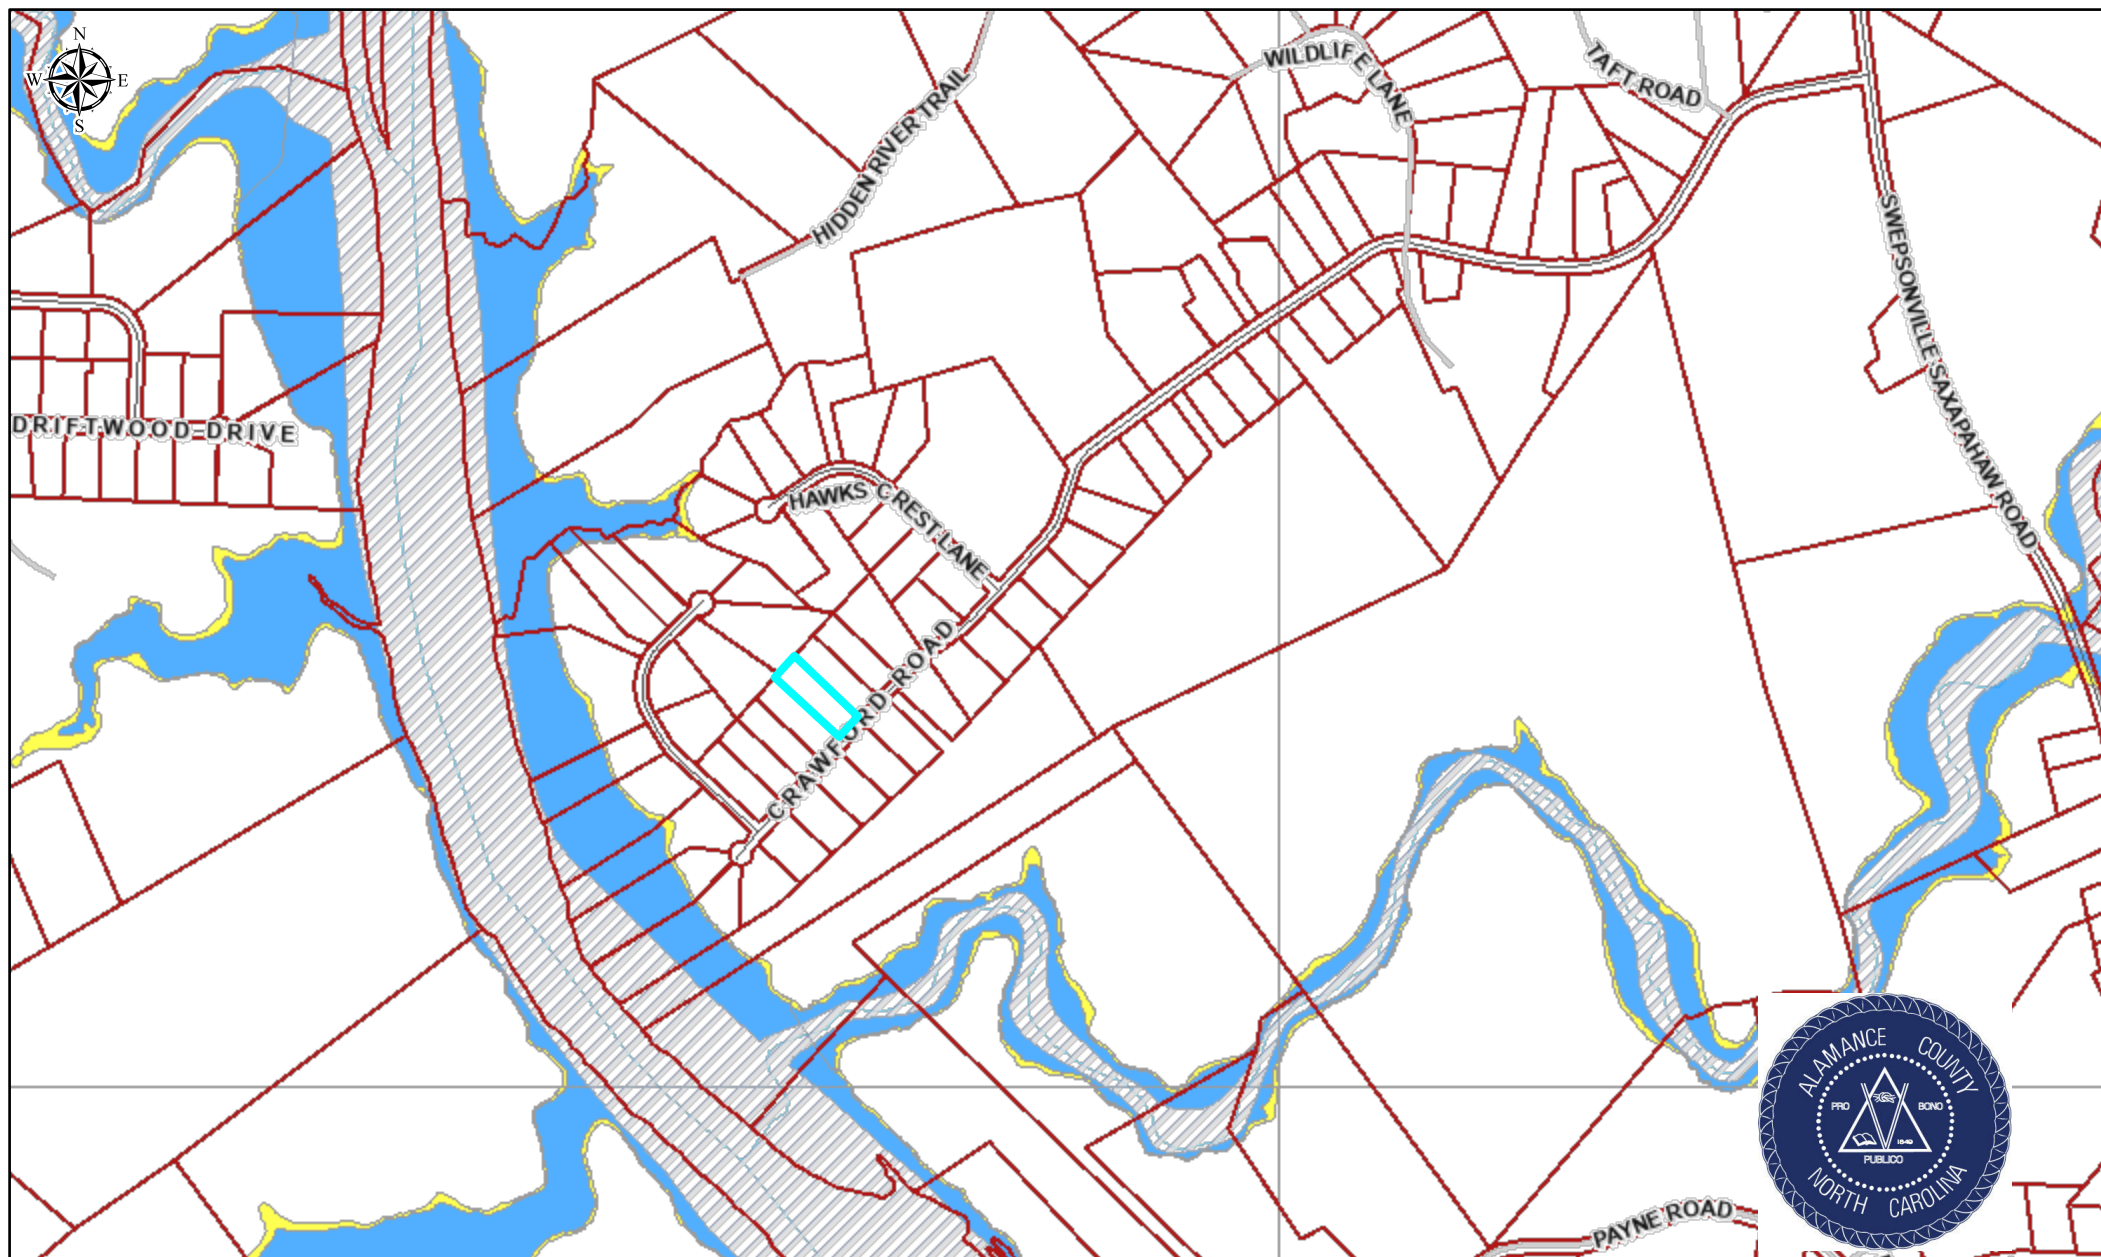 N
W E
S
WILDLIFE LANE
TAFT ROAD
HIDDEN RIVER TRAIL
SWEPSONVILLE SAXAPAHAW ROAD
DRIFTWOOD DRIVE
HAWKS CREST LANE
CRAWFORD ROAD
PAYNE ROAD
ALAMANCE COUNTY
PRO BONO
1849
PUBLICO
NORTH CAROLINA